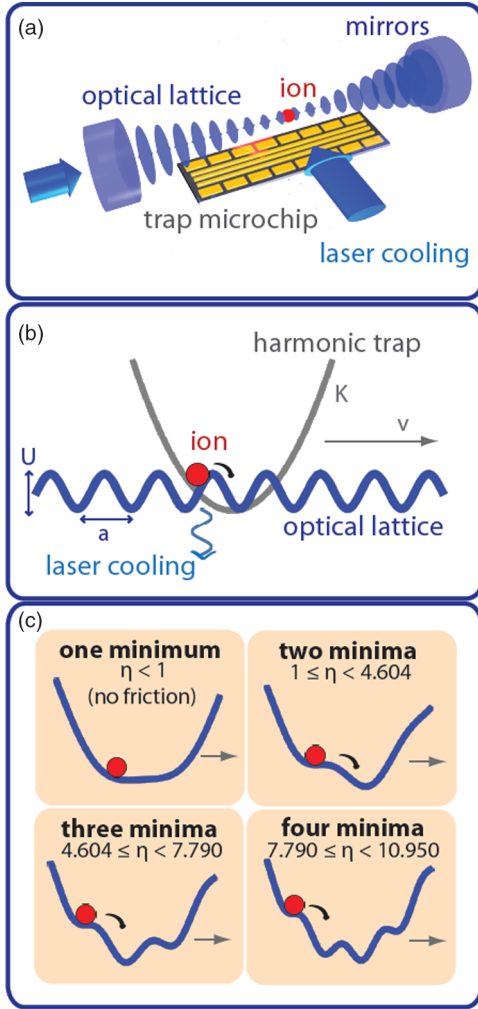 (a)
mirrors
ion
optical lattice
trap microchip
laser cooling
(b)
harmonic trap
K
ion
v
U
a
optical lattice
laser cooling
(c)
one minimum
η < 1
(no friction)
two minima
1 ≤ η < 4.604
three minima
4.604 ≤ η < 7.790
four minima
7.790 ≤ η < 10.950